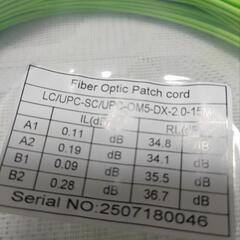 Fiber Optic Patch cord
LC/UPC-SC/UPC-OM5-DX-2.0-15M
IL(dB) RL(dB)
A1 0.11 dB 34.8 dB
A2 0.19 dB 34.1 dB
B1 0.09 dB 35.5 dB
B2 0.28 dB 36.7 dB
Serial NO:2507180046